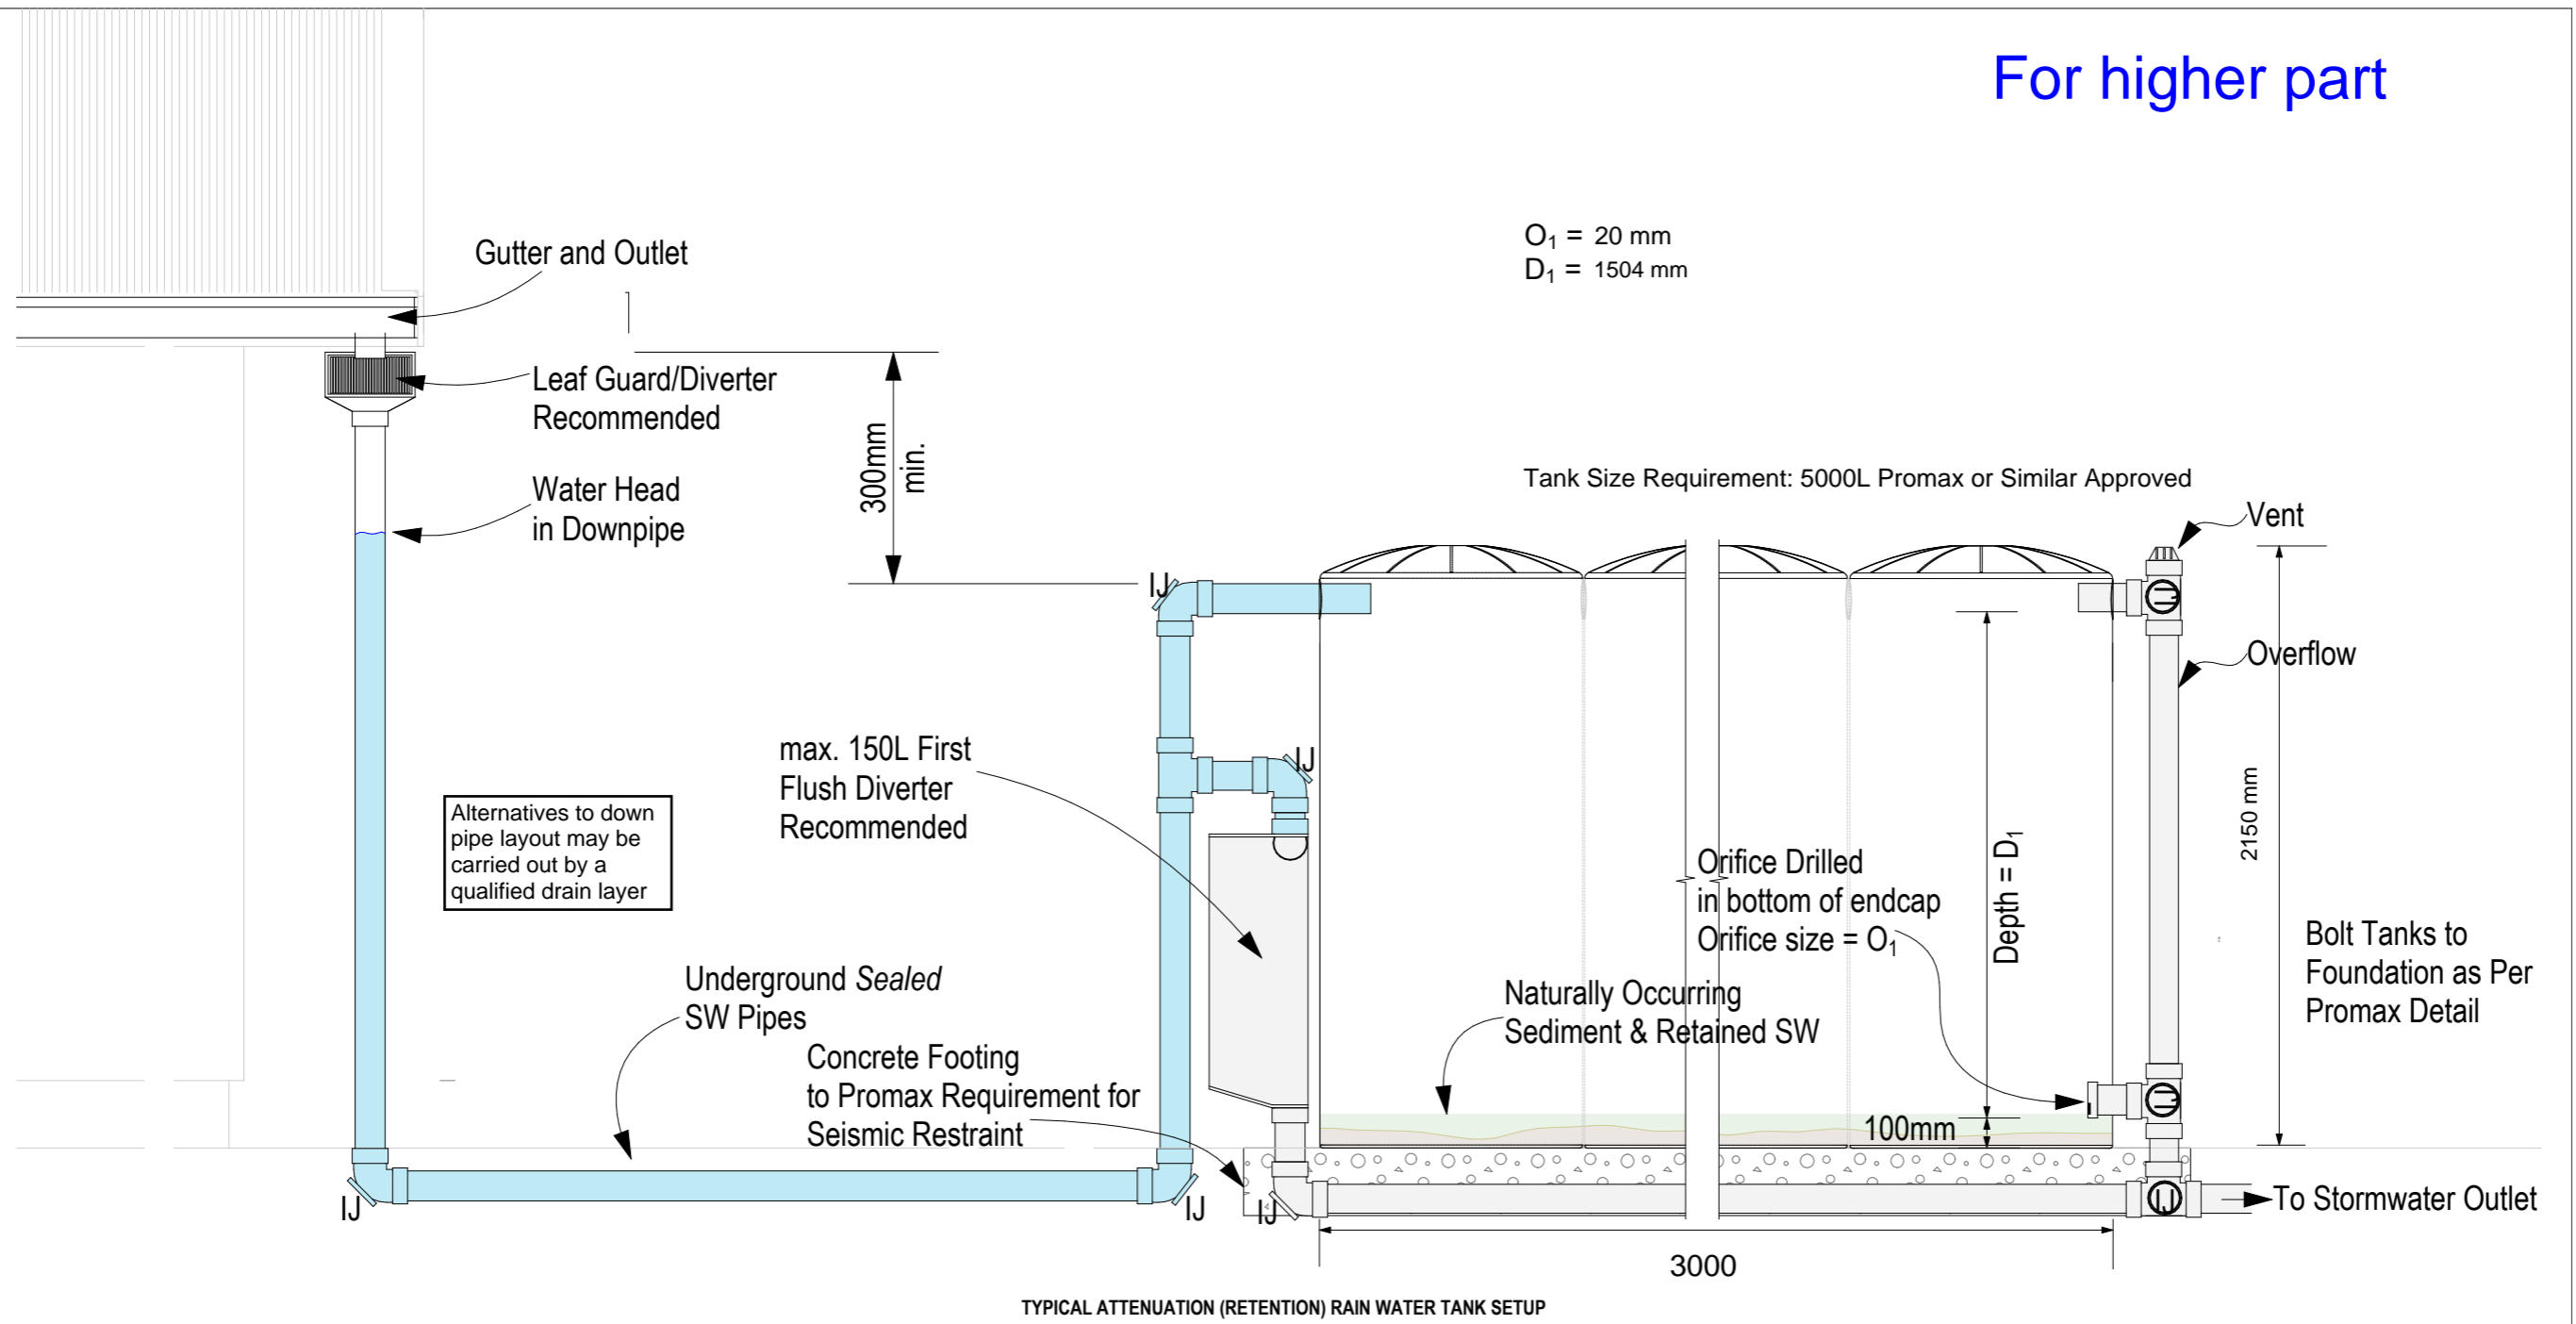 For higher part
O₁ = 20 mm
D₁ = 1504 mm
Gutter and Outlet
Leaf Guard/Diverter
Recommended
300mm
min.
Water Head
in Downpipe
Tank Size Requirement: 5000L Promax or Similar Approved
Vent
IJ
IJ
Overflow
max. 150L First
Flush Diverter
Recommended
IJ
Alternatives to down
pipe layout may be
carried out by a
qualified drain layer
2150 mm
Orifice Drilled
in bottom of endcap
Orifice size = O₁
Depth = D₁
Bolt Tanks to
Foundation as Per
Promax Detail
Underground Sealed
SW Pipes
Naturally Occurring
Sediment & Retained SW
Concrete Footing
to Promax Requirement for
Seismic Restraint
IJ
100mm
IJ
IJ
IJ
IJ
To Stormwater Outlet
3000
TYPICAL ATTENUATION (RETENTION) RAIN WATER TANK SETUP